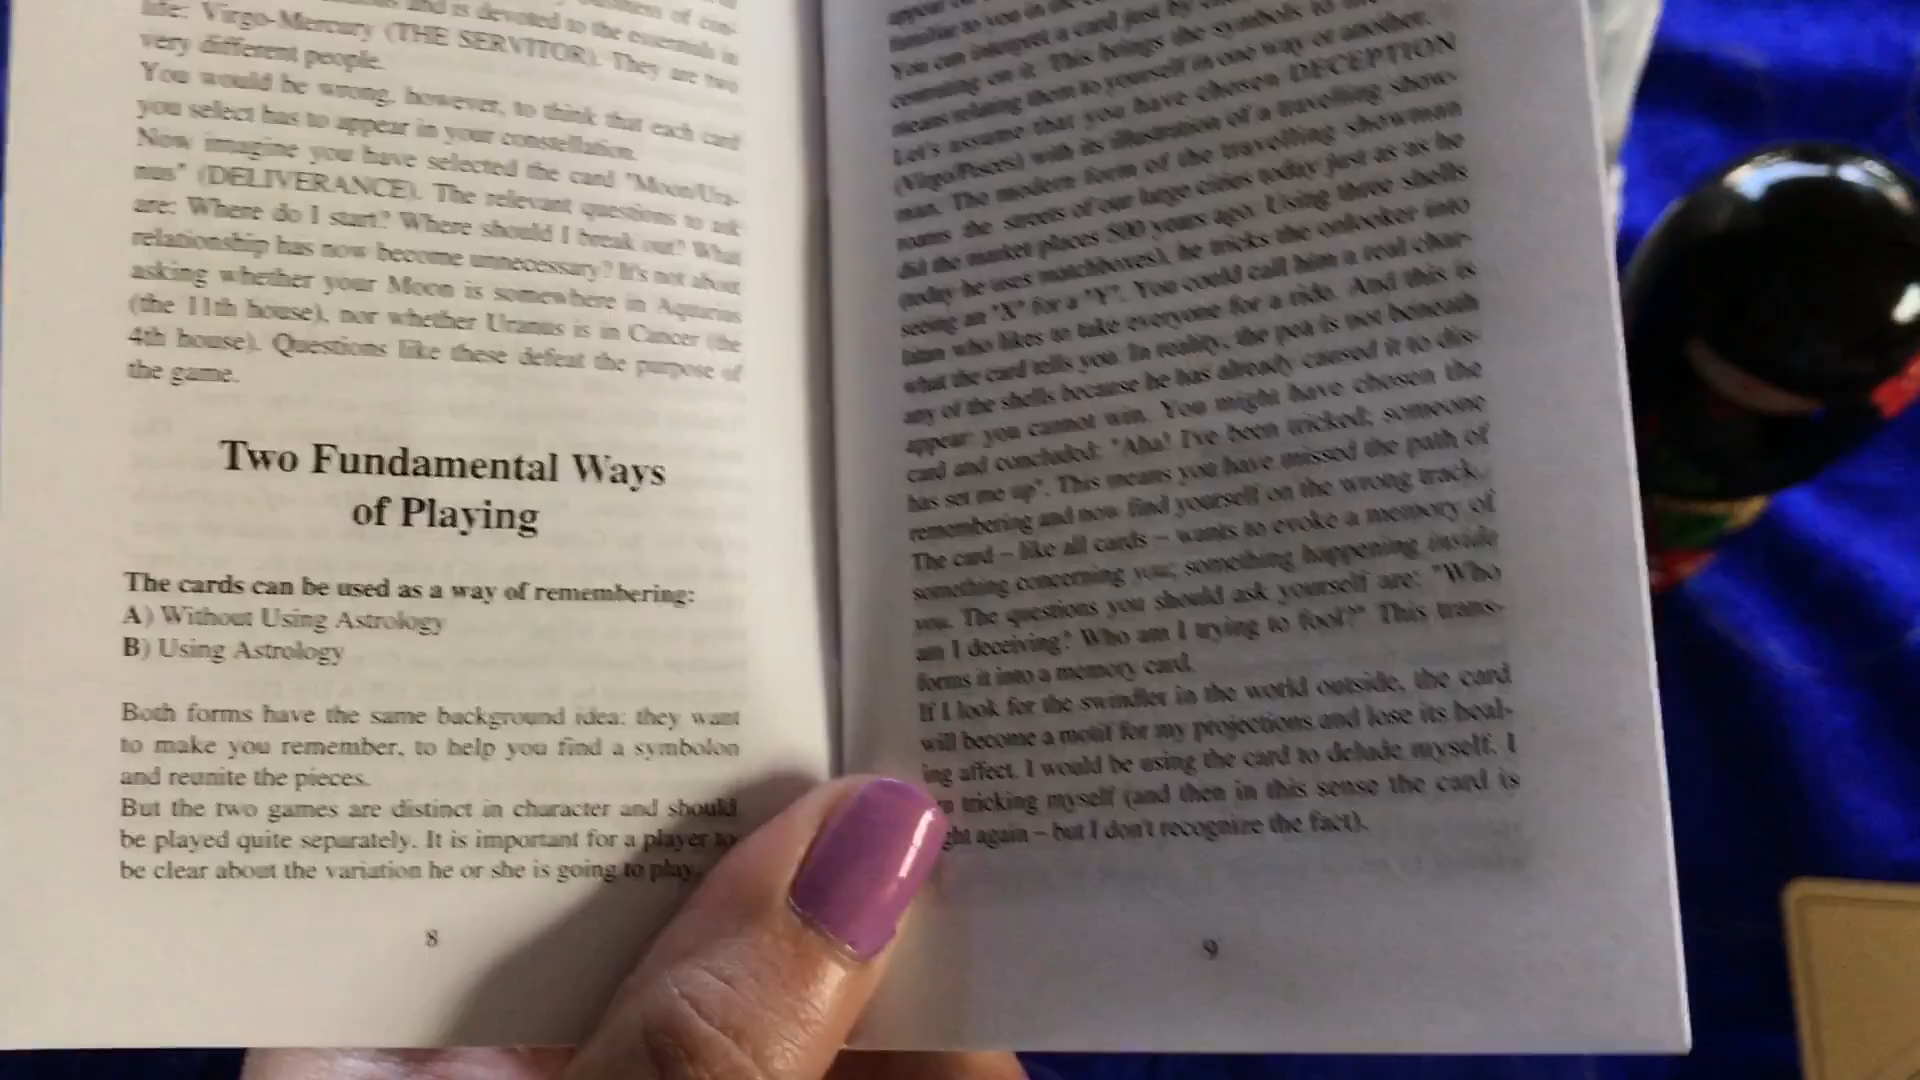 life: Virgo-Mercury (THE SERVITOR). They are two
very different people.
You would be wrong, however, to think that each card
you select has to appear in your constellation.
Now imagine you have selected the card "Moon/Ura-
nus" (DELIVERANCE). The relevant questions to ask
are: Where do I start? Where should I break out? What
relationship has now become unnecessary? It's not about
asking whether your Moon is somewhere in Aquarius
(the 11th house), nor whether Uranus is in Cancer (the
4th house). Questions like these defeat the purpose of
the game.
Two Fundamental Ways
of Playing
The cards can be used as a way of remembering:
A) Without Using Astrology
B) Using Astrology
Both forms have the same background idea: they want
to make you remember, to help you find a symbolon
and reunite the pieces.
But the two games are distinct in character and should
be played quite separately. It is important for a player to
be clear about the variation he or she is going to play.
8
You can interpret a card just by
means relating them to yourself in one way or another.
Let's assume that you have chosen DECEPTION
(Virgo/Pisces) with its illustration of a travelling show-
man. The modern form of the travelling showman
roams the streets of our large cities today just as as he
did the market places 500 years ago. Using three shells
(today he uses matchboxes), he tricks the onlooker into
seeing an "X" for a "Y". You could call him a real char-
latan who likes to take everyone for a ride. And this is
what the card tells you. In reality, the pea is not beneath
any of the shells because he has already caused it to dis-
appear: you cannot win. You might have chosen the
card and concluded: "Aha! I've been tricked; someone
has set me up". This means you have missed the path of
remembering and now find yourself on the wrong track.
The card – like all cards – wants to evoke a memory of
something concerning you; something happening inside
you. The questions you should ask yourself are: "Who
am I deceiving? Who am I trying to fool?" This trans-
forms it into a memory card.
If I look for the swindler in the world outside, the card
will become a motif for my projections and lose its heal-
ing affect. I would be using the card to delude myself. I
tricking myself (and then in this sense the card is
again – but I don't recognize the fact).
9